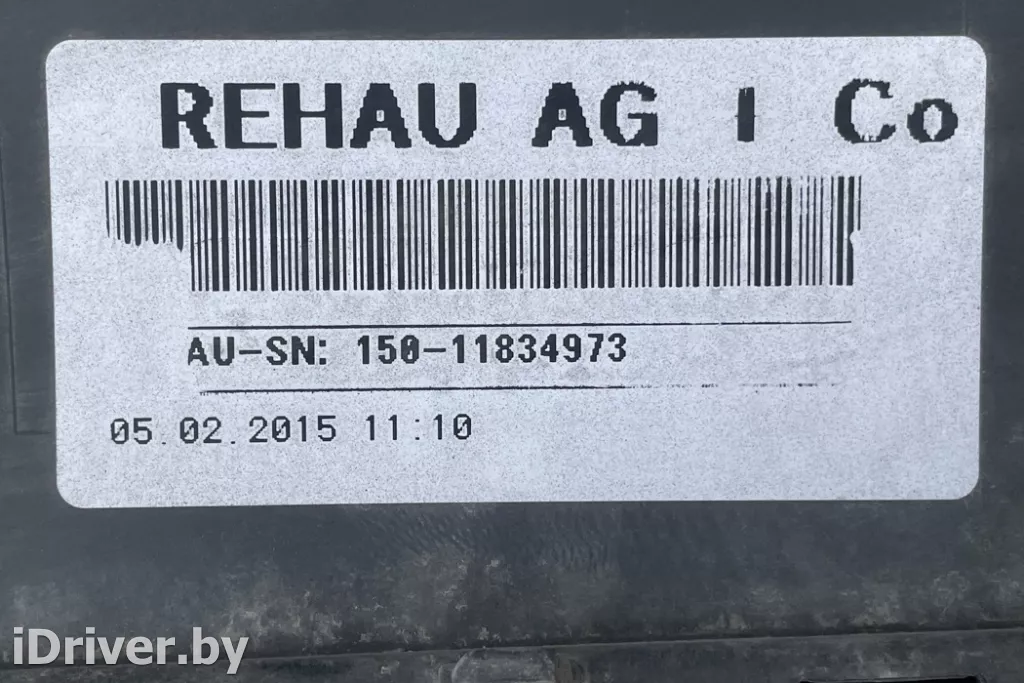 REHAU AG I Co
AU-SN: 150-11834973
05.02.2015 11:10
iDriver.by